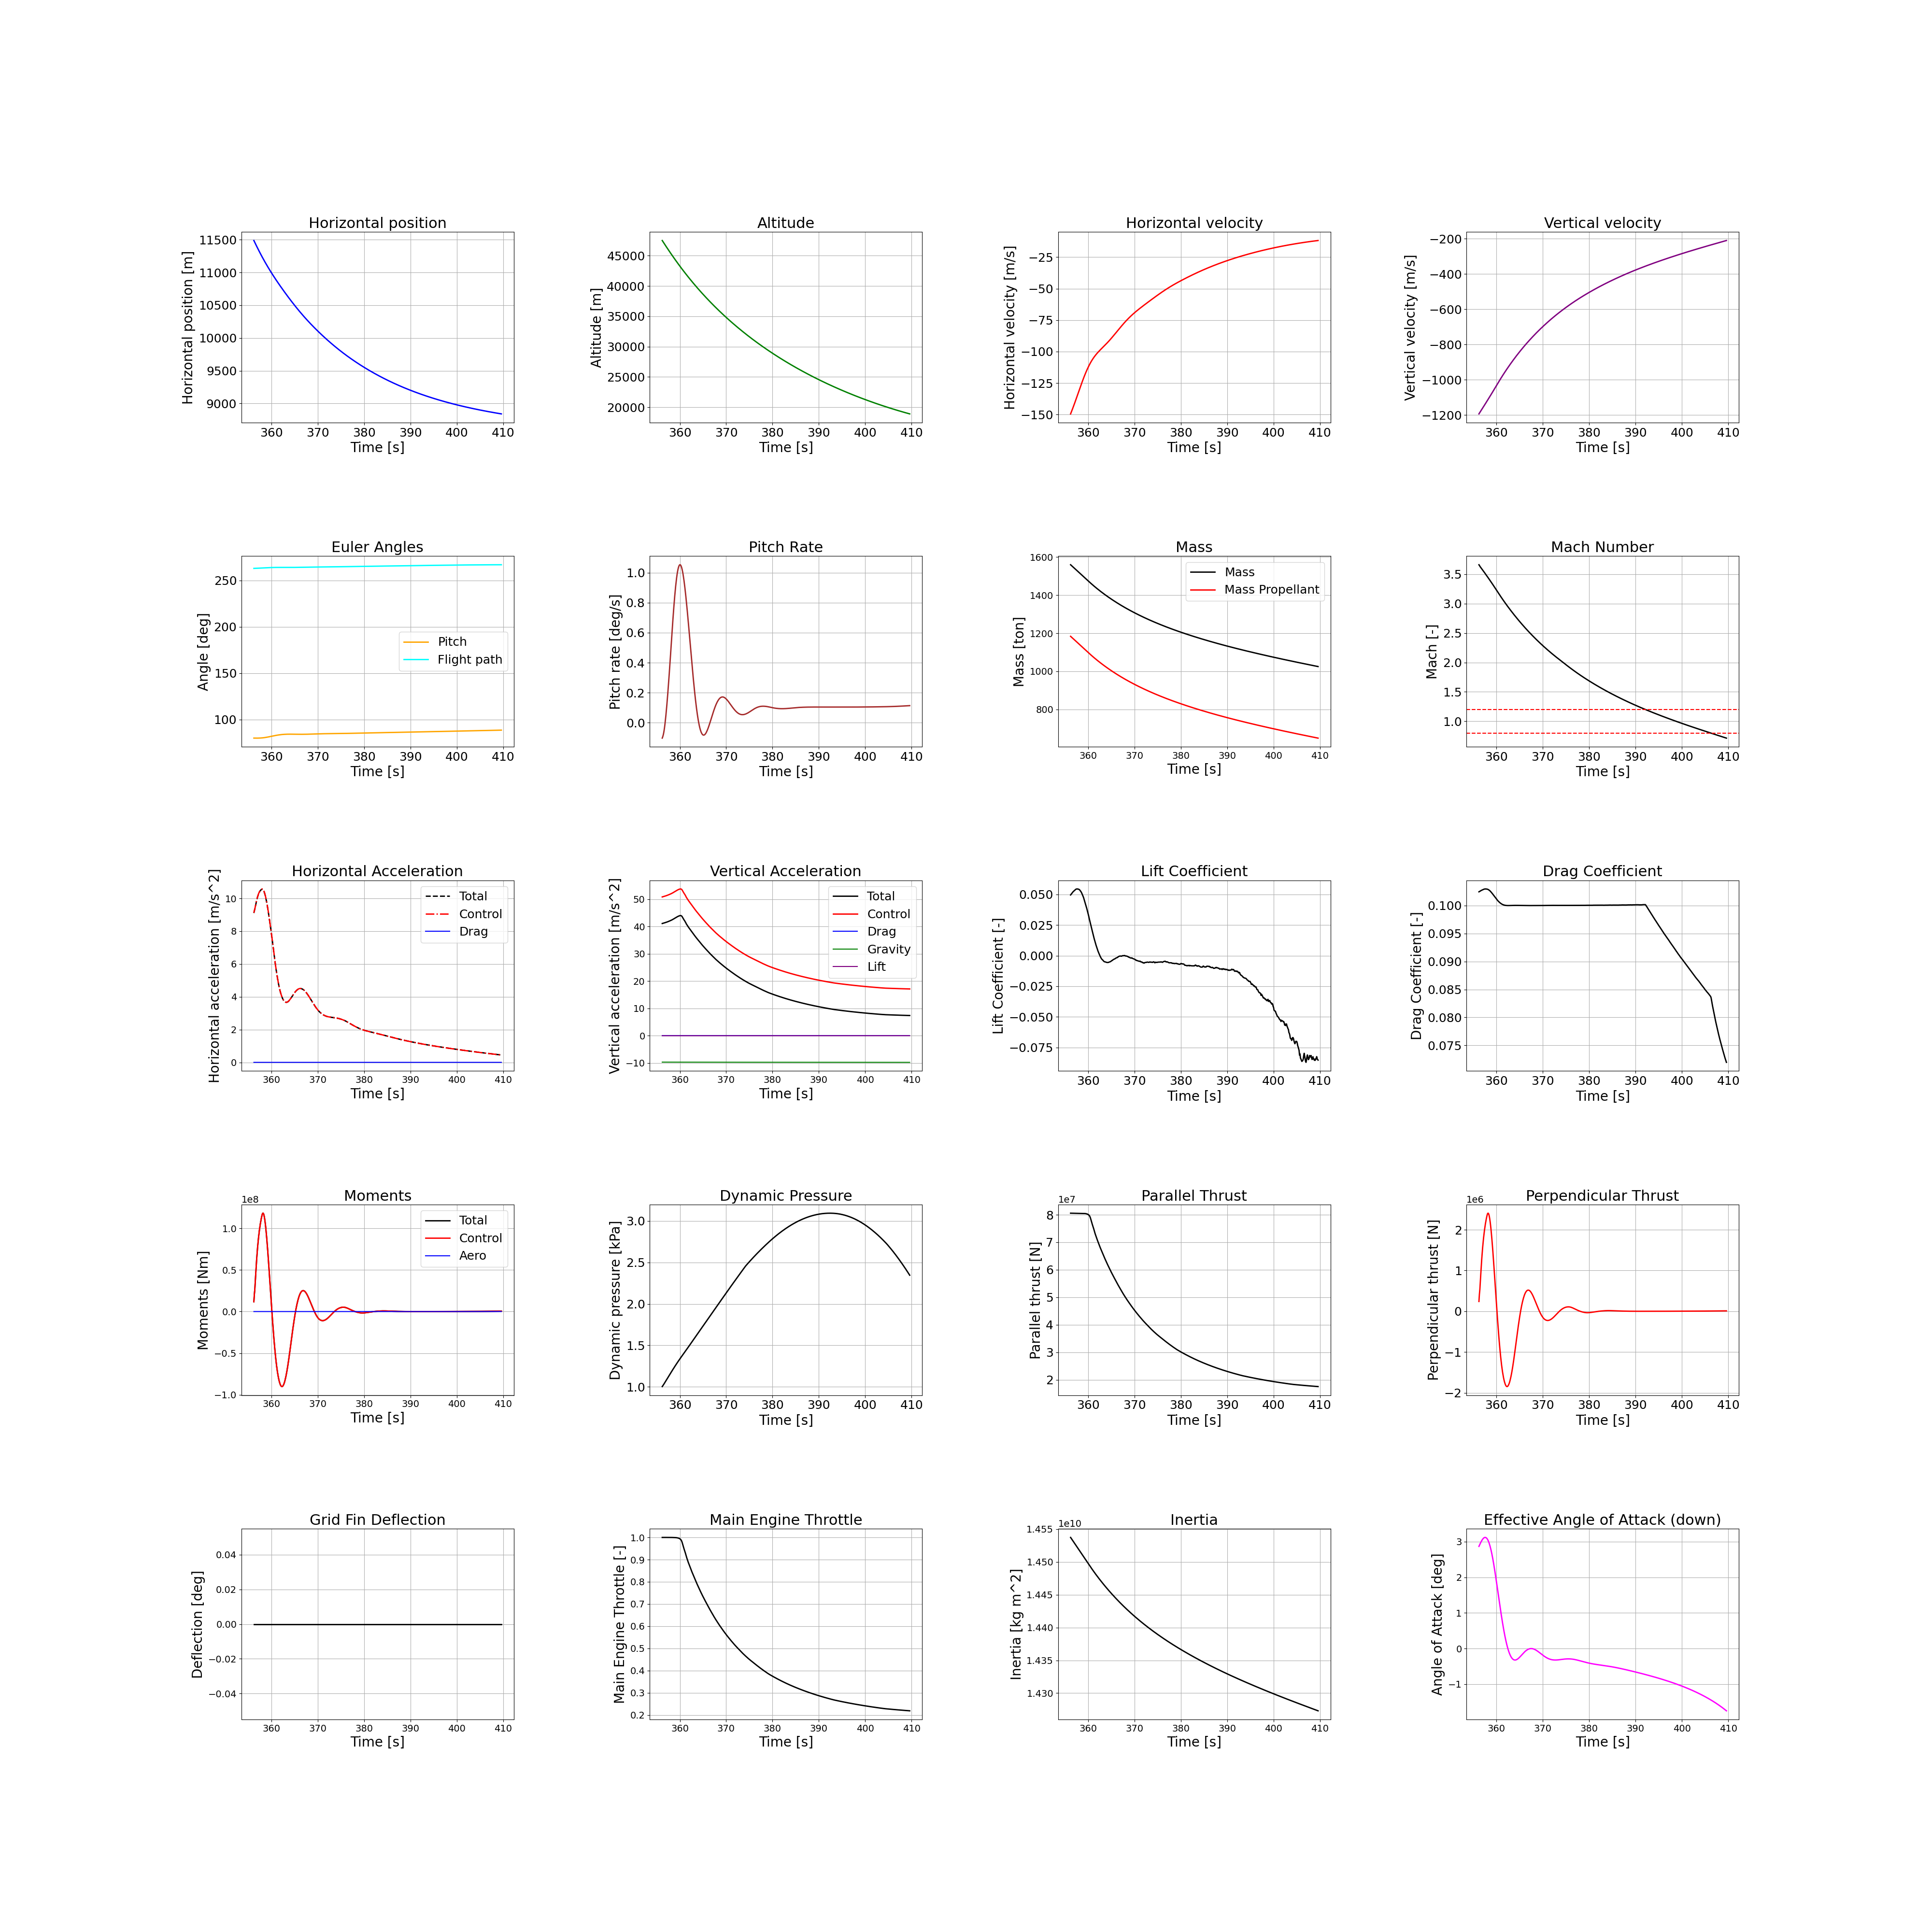 Horizontal position
Horizontal position [m]
11500
11000
10500
10000
9500
9000
360 370 380 390 400 410
Time [s]
Altitude
Altitude [m]
45000
40000
35000
30000
25000
20000
360 370 380 390 400 410
Time [s]
Horizontal velocity
Horizontal velocity [m/s]
−25
−50
−75
−100
−125
−150
360 370 380 390 400 410
Time [s]
Vertical velocity
Vertical velocity [m/s]
−200
−400
−600
−800
−1000
−1200
360 370 380 390 400 410
Time [s]
Euler Angles
Angle [deg]
250
200
150
100
Pitch
Flight path
360 370 380 390 400 410
Time [s]
Pitch Rate
Pitch rate [deg/s]
1.0
0.8
0.6
0.4
0.2
0.0
360 370 380 390 400 410
Time [s]
Mass
Mass [ton]
1600
1400
1200
1000
800
Mass
Mass Propellant
360 370 380 390 400 410
Time [s]
Mach Number
Mach [-]
3.5
3.0
2.5
2.0
1.5
1.0
360 370 380 390 400 410
Time [s]
Horizontal Acceleration
Horizontal acceleration [m/s^2]
10
8
6
4
2
0
Total
Control
Drag
360 370 380 390 400 410
Time [s]
Vertical Acceleration
Vertical acceleration [m/s^2]
50
40
30
20
10
0
−10
Total
Control
Drag
Gravity
Lift
360 370 380 390 400 410
Time [s]
Lift Coefficient
Lift Coefficient [-]
0.050
0.025
0.000
−0.025
−0.050
−0.075
360 370 380 390 400 410
Time [s]
Drag Coefficient
Drag Coefficient [-]
0.100
0.095
0.090
0.085
0.080
0.075
360 370 380 390 400 410
Time [s]
Moments
1e8
Moments [Nm]
1.0
0.5
0.0
−0.5
−1.0
Total
Control
Aero
360 370 380 390 400 410
Time [s]
Dynamic Pressure
Dynamic pressure [kPa]
3.0
2.5
2.0
1.5
1.0
360 370 380 390 400 410
Time [s]
Parallel Thrust
1e7
Parallel thrust [N]
8
7
6
5
4
3
2
360 370 380 390 400 410
Time [s]
Perpendicular Thrust
1e6
Perpendicular thrust [N]
2
1
0
−1
−2
360 370 380 390 400 410
Time [s]
Grid Fin Deflection
Deflection [deg]
0.04
0.02
0.00
−0.02
−0.04
360 370 380 390 400 410
Time [s]
Main Engine Throttle
Main Engine Throttle [-]
1.0
0.9
0.8
0.7
0.6
0.5
0.4
0.3
0.2
360 370 380 390 400 410
Time [s]
Inertia
1e10
Inertia [kg m^2]
1.455
1.450
1.445
1.440
1.435
1.430
360 370 380 390 400 410
Time [s]
Effective Angle of Attack (down)
Angle of Attack [deg]
3
2
1
0
−1
360 370 380 390 400 410
Time [s]